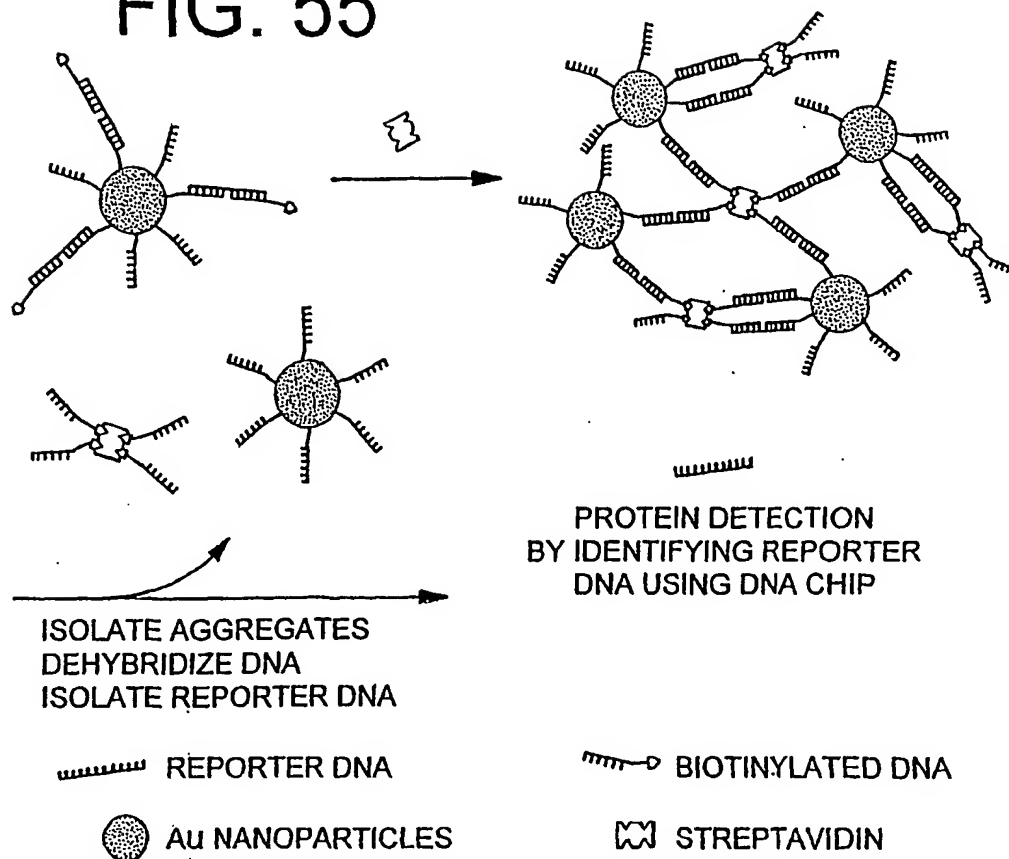 FIG. 55
PROTEIN DETECTION
BY IDENTIFYING REPORTER
DNA USING DNA CHIP
ISOLATE AGGREGATES
DEHYBRIDIZE DNA
ISOLATE REPORTER DNA
REPORTER DNA
BIOTINYLATED DNA
Au NANOPARTICLES
STREPTAVIDIN